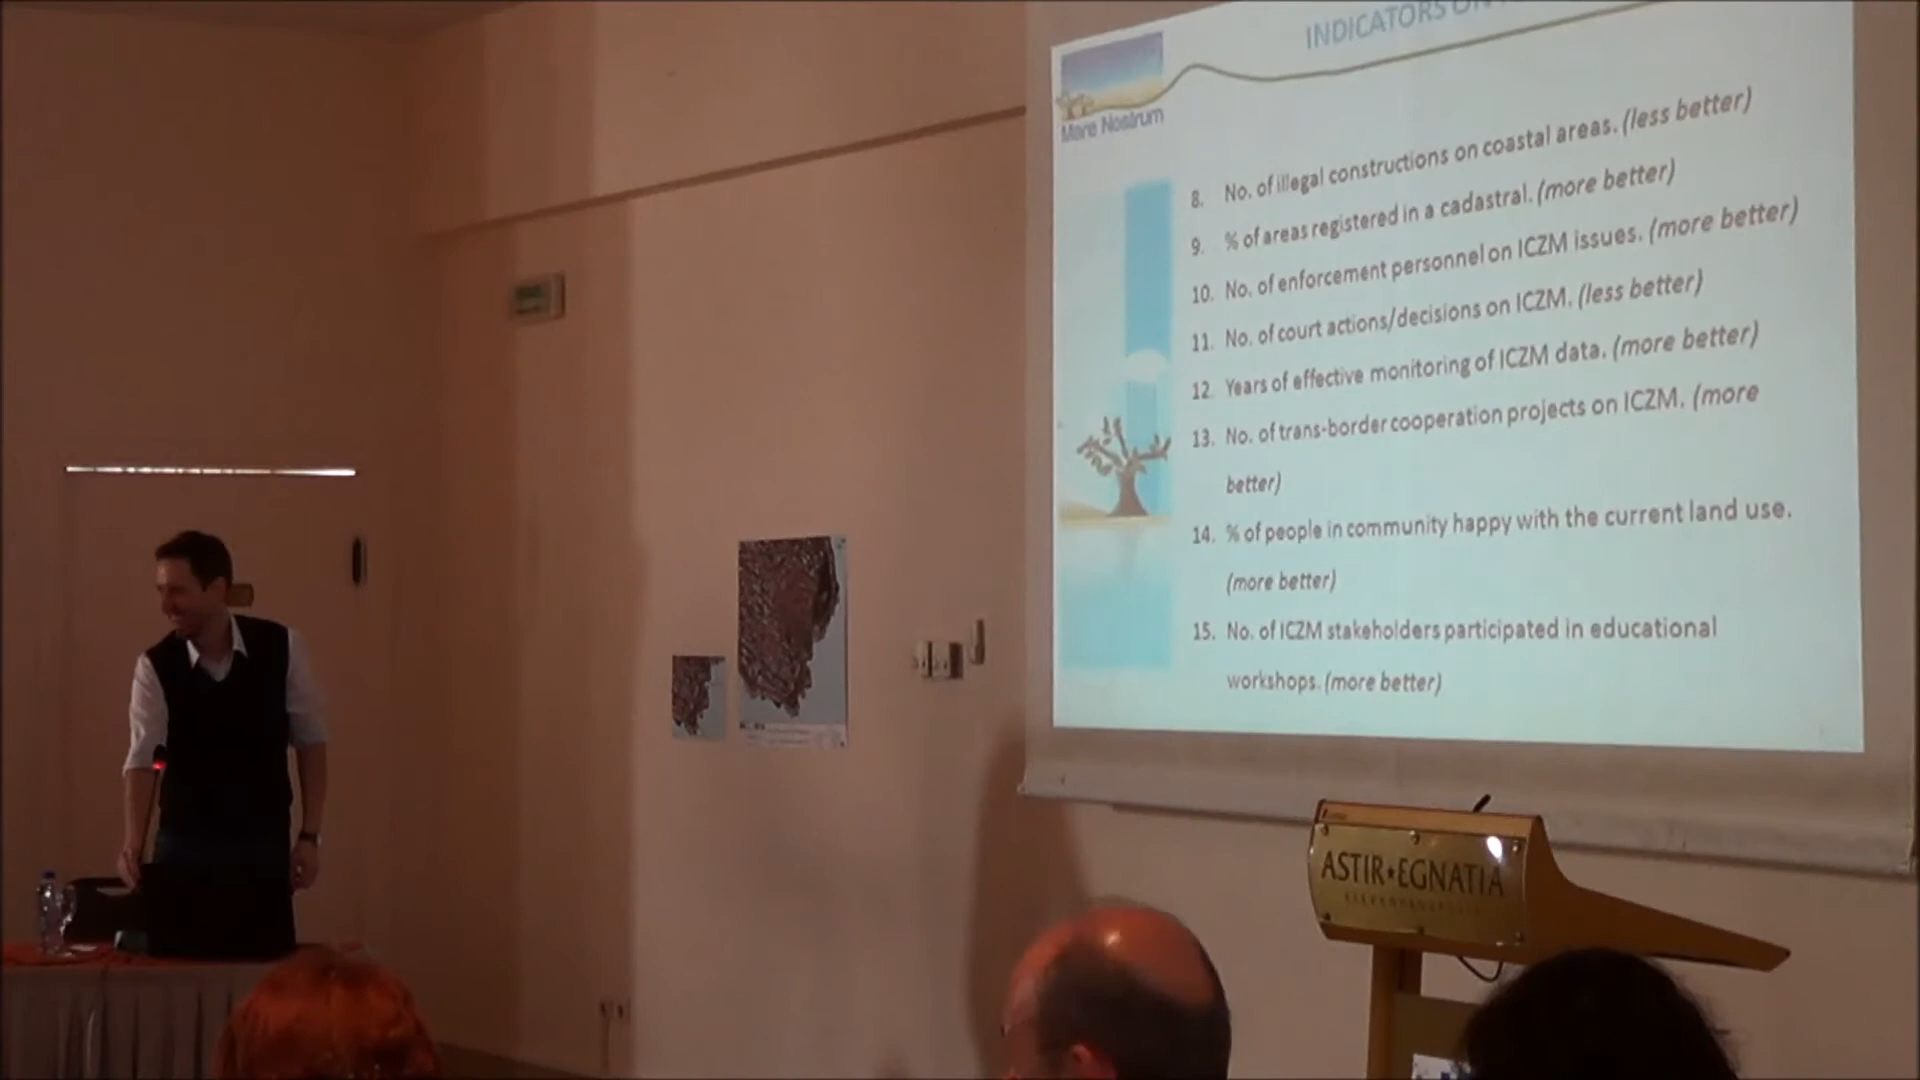 INDICATORS
Mare Nostrum
8. No. of illegal constructions on coastal areas. (less better)
9. % of areas registered in a cadastral. (more better)
10. No. of enforcement personnel on ICZM issues. (more better)
11. No. of court actions/decisions on ICZM. (less better)
12. Years of effective monitoring of ICZM data. (more better)
13. No. of trans-border cooperation projects on ICZM. (more
better)
14. % of people in community happy with the current land use.
(more better)
15. No. of ICZM stakeholders participated in educational
workshops. (more better)
ASTIR★EGNATIA